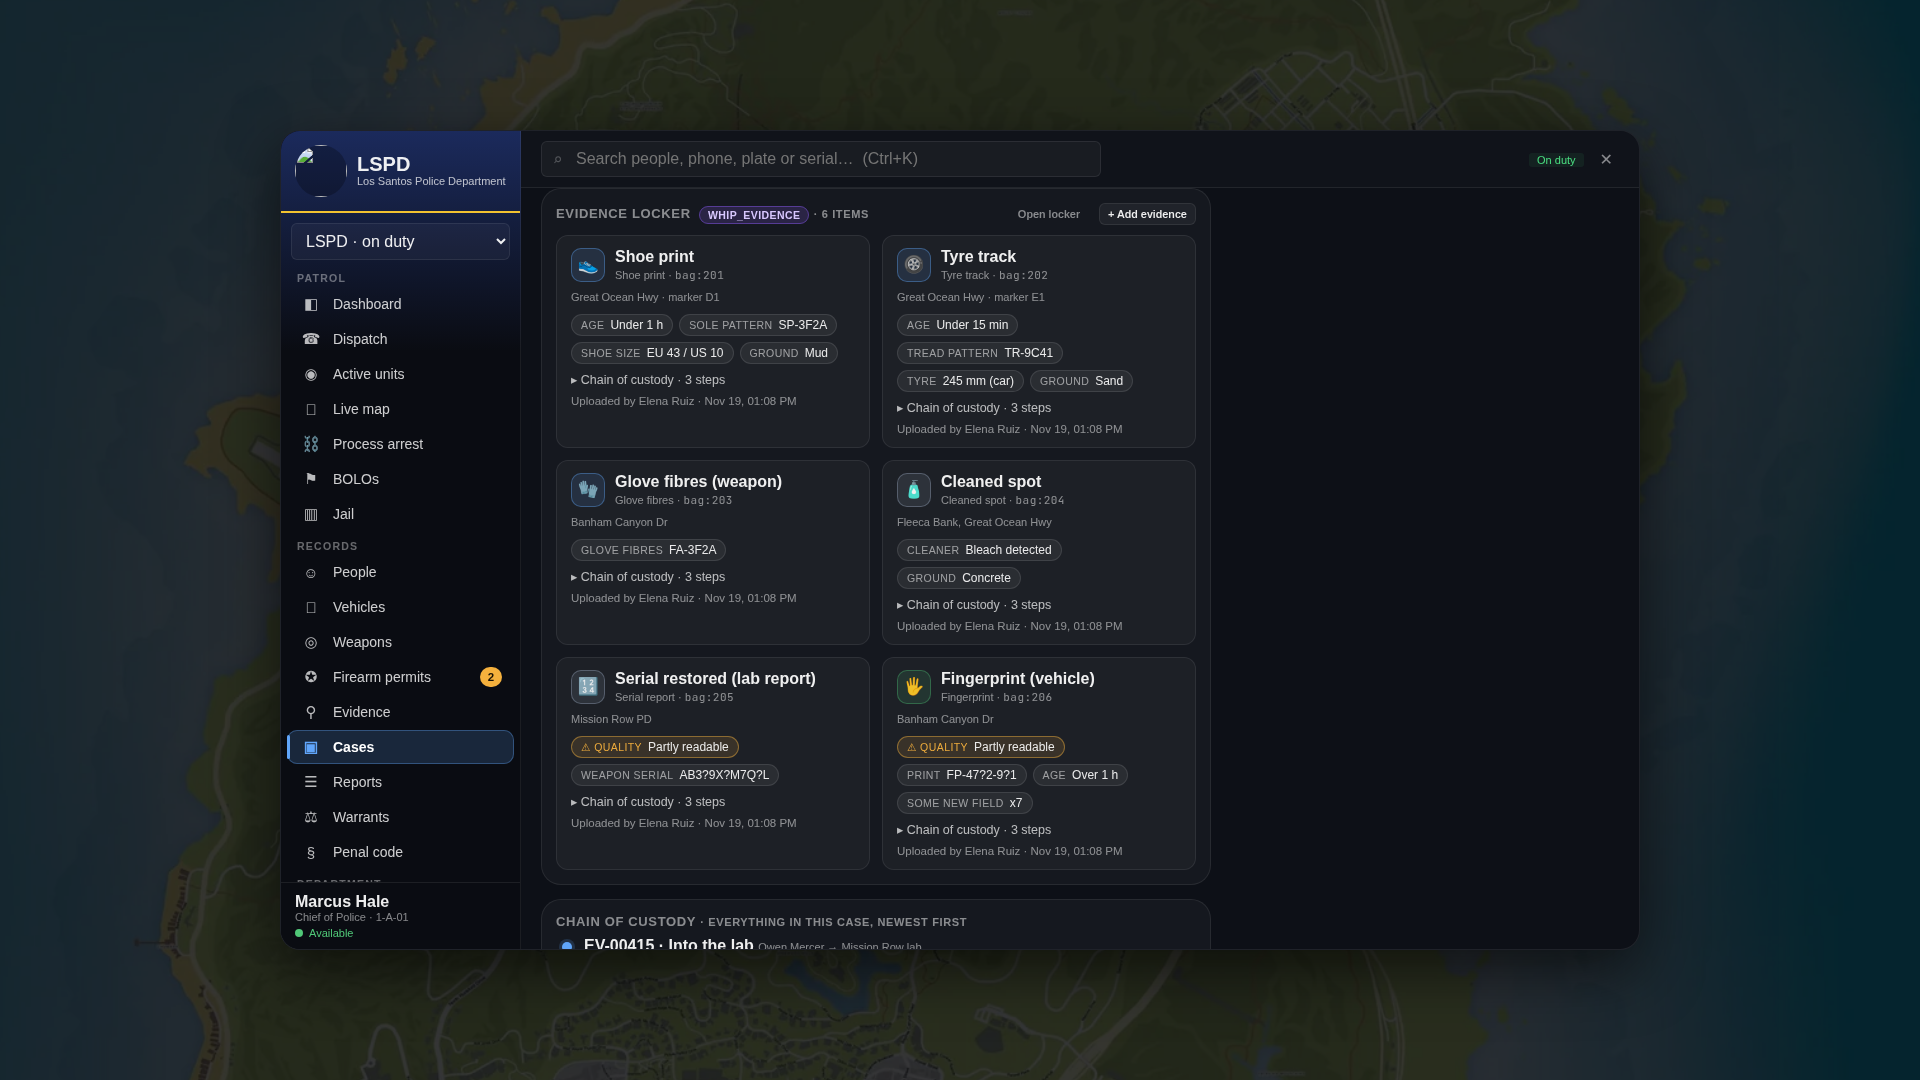 LSPD
Los Santos Police Department
LSPD · on duty
PATROL
Dashboard
Dispatch
Active units
Live map
Process arrest
BOLOs
Jail
RECORDS
People
Vehicles
Weapons
Firearm permits 2
Evidence
Cases
Reports
Warrants
§ Penal code
DEPARTMENT
Marcus Hale
Chief of Police · 1-A-01
Available
Search people, phone, plate or serial… (Ctrl+K)
On duty ✕
EVIDENCE LOCKER WHIP_EVIDENCE · 6 ITEMS
Open locker
+ Add evidence
Shoe print
Shoe print · bag:201
Great Ocean Hwy · marker D1
AGE Under 1 h
SOLE PATTERN SP-3F2A
SHOE SIZE EU 43 / US 10
GROUND Mud
▸ Chain of custody · 3 steps
Uploaded by Elena Ruiz · Nov 19, 01:08 PM
Tyre track
Tyre track · bag:202
Great Ocean Hwy · marker E1
AGE Under 15 min
TREAD PATTERN TR-9C41
TYRE 245 mm (car)
GROUND Sand
▸ Chain of custody · 3 steps
Uploaded by Elena Ruiz · Nov 19, 01:08 PM
Glove fibres (weapon)
Glove fibres · bag:203
Banham Canyon Dr
GLOVE FIBRES FA-3F2A
▸ Chain of custody · 3 steps
Uploaded by Elena Ruiz · Nov 19, 01:08 PM
Cleaned spot
Cleaned spot · bag:204
Fleeca Bank, Great Ocean Hwy
CLEANER Bleach detected
GROUND Concrete
▸ Chain of custody · 3 steps
Uploaded by Elena Ruiz · Nov 19, 01:08 PM
Serial restored (lab report)
Serial report · bag:205
Mission Row PD
⚠ QUALITY Partly readable
WEAPON SERIAL AB3?9X?M7Q?L
▸ Chain of custody · 3 steps
Uploaded by Elena Ruiz · Nov 19, 01:08 PM
Fingerprint (vehicle)
Fingerprint · bag:206
Banham Canyon Dr
⚠ QUALITY Partly readable
PRINT FP-47?2-9?1
AGE Over 1 h
SOME NEW FIELD x7
▸ Chain of custody · 3 steps
Uploaded by Elena Ruiz · Nov 19, 01:08 PM
CHAIN OF CUSTODY · EVERYTHING IN THIS CASE, NEWEST FIRST
EV-00415 · Into the lab Owen Mercer → Mission Row lab